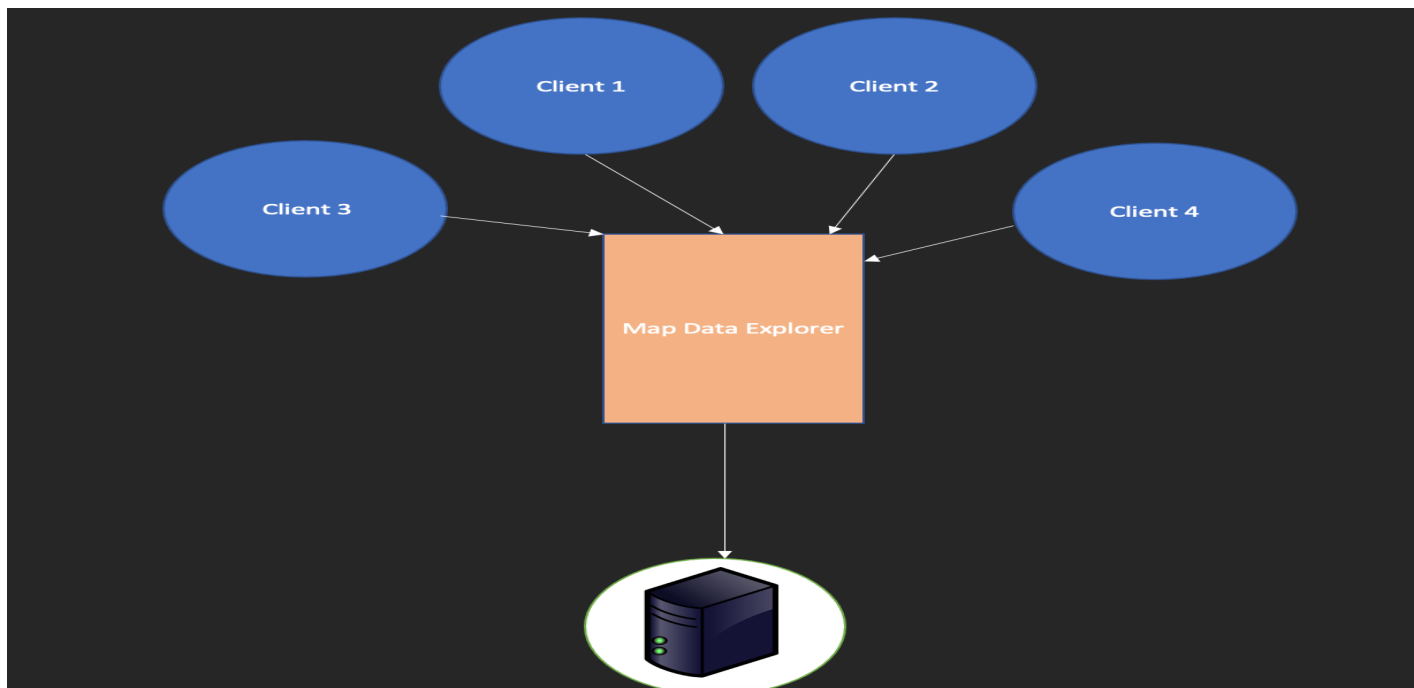 Client 1
Client 2
Client 3
Client 4
Map Data Explorer